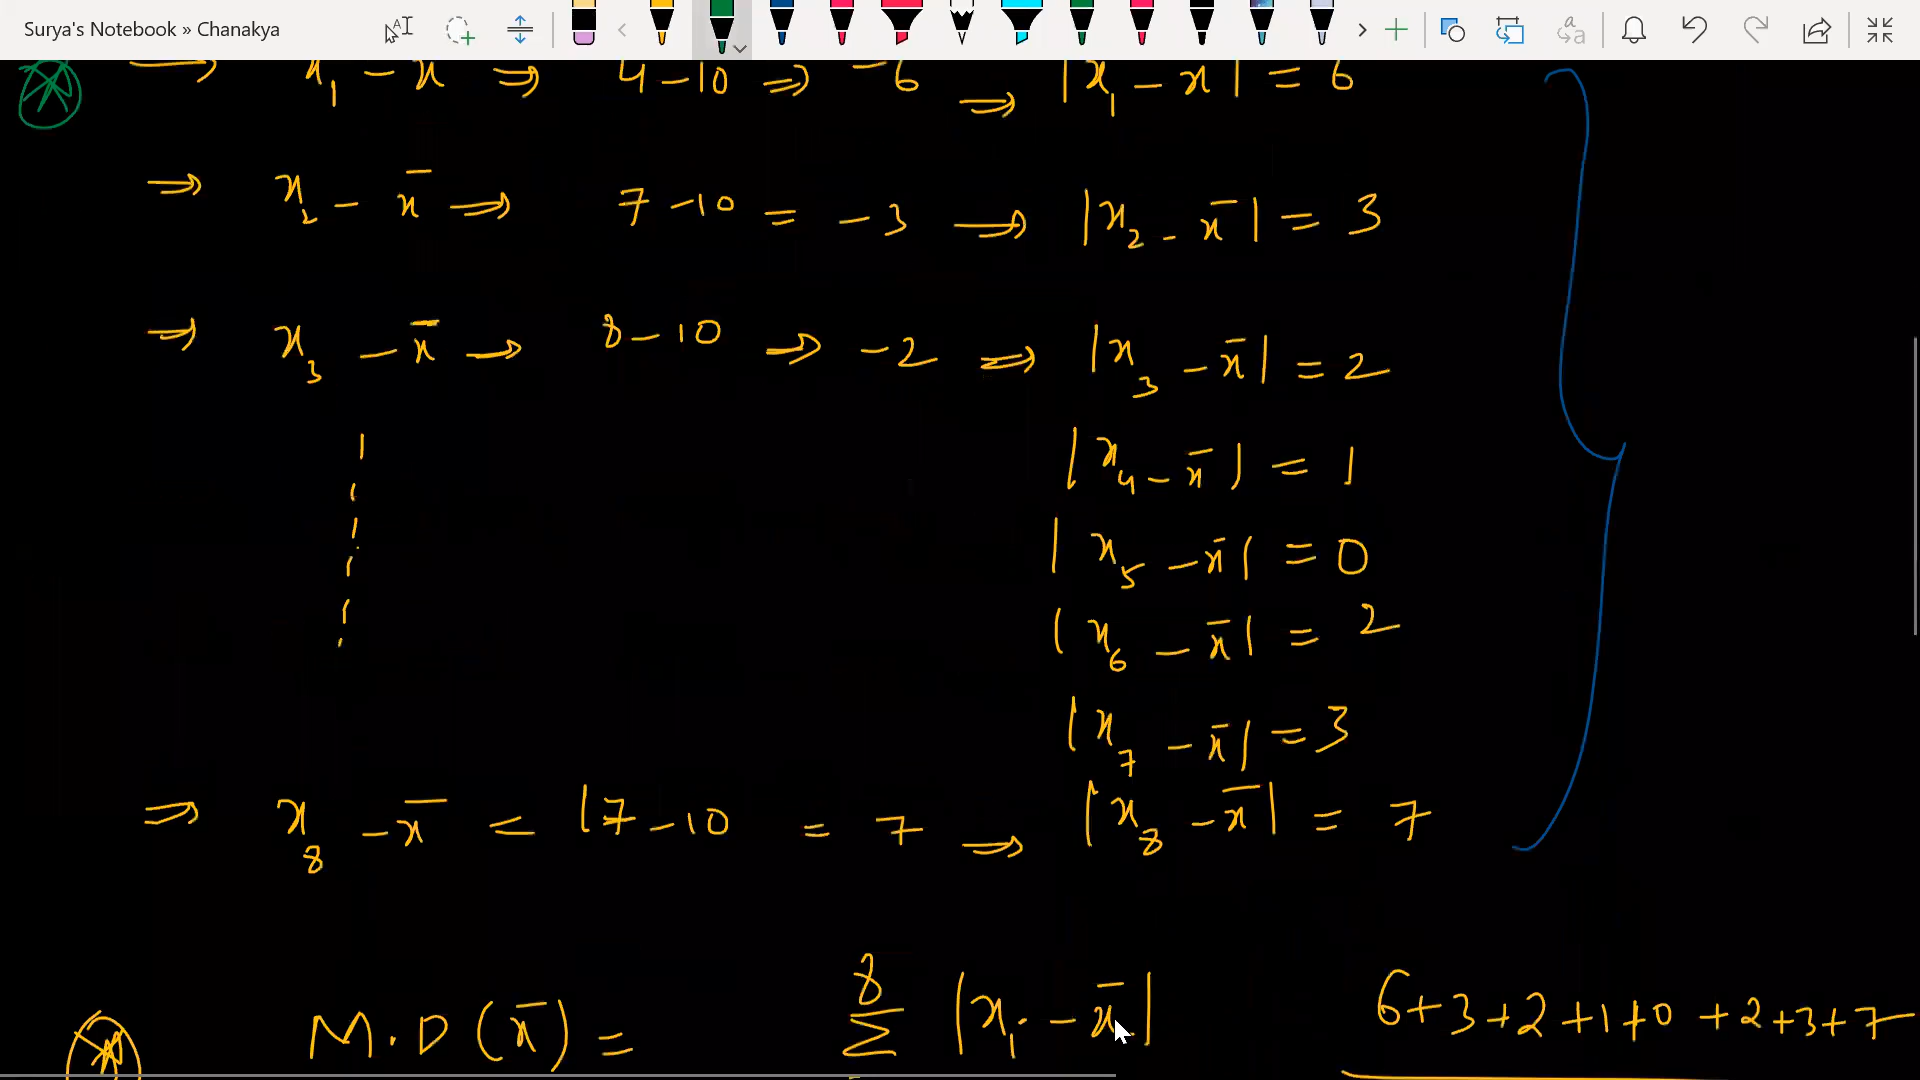 Surya's Notebook » Chanakya
⇒ x₁ − x̄ ⇒ 4 − 10 ⇒ −6 ⇒ |x₁ − x̄| = 6
⇒ x₂ − x̄ ⇒ 7 − 10 = −3 ⇒ |x₂ − x̄| = 3
⇒ x₃ − x̄ → 8 − 10 ⇒ −2 ⇒ |x₃ − x̄| = 2
|x₄ − x̄| = 1
|x₅ − x̄| = 0
|x₆ − x̄| = 2
|x₇ − x̄| = 3
⇒ x₈ − x̄ = 17 − 10 = 7 ⇒ |x₈ − x̄| = 7
M.D (x̄) = 8 Σ |xᵢ − x̄| 6+3+2+1+0+2+3+7